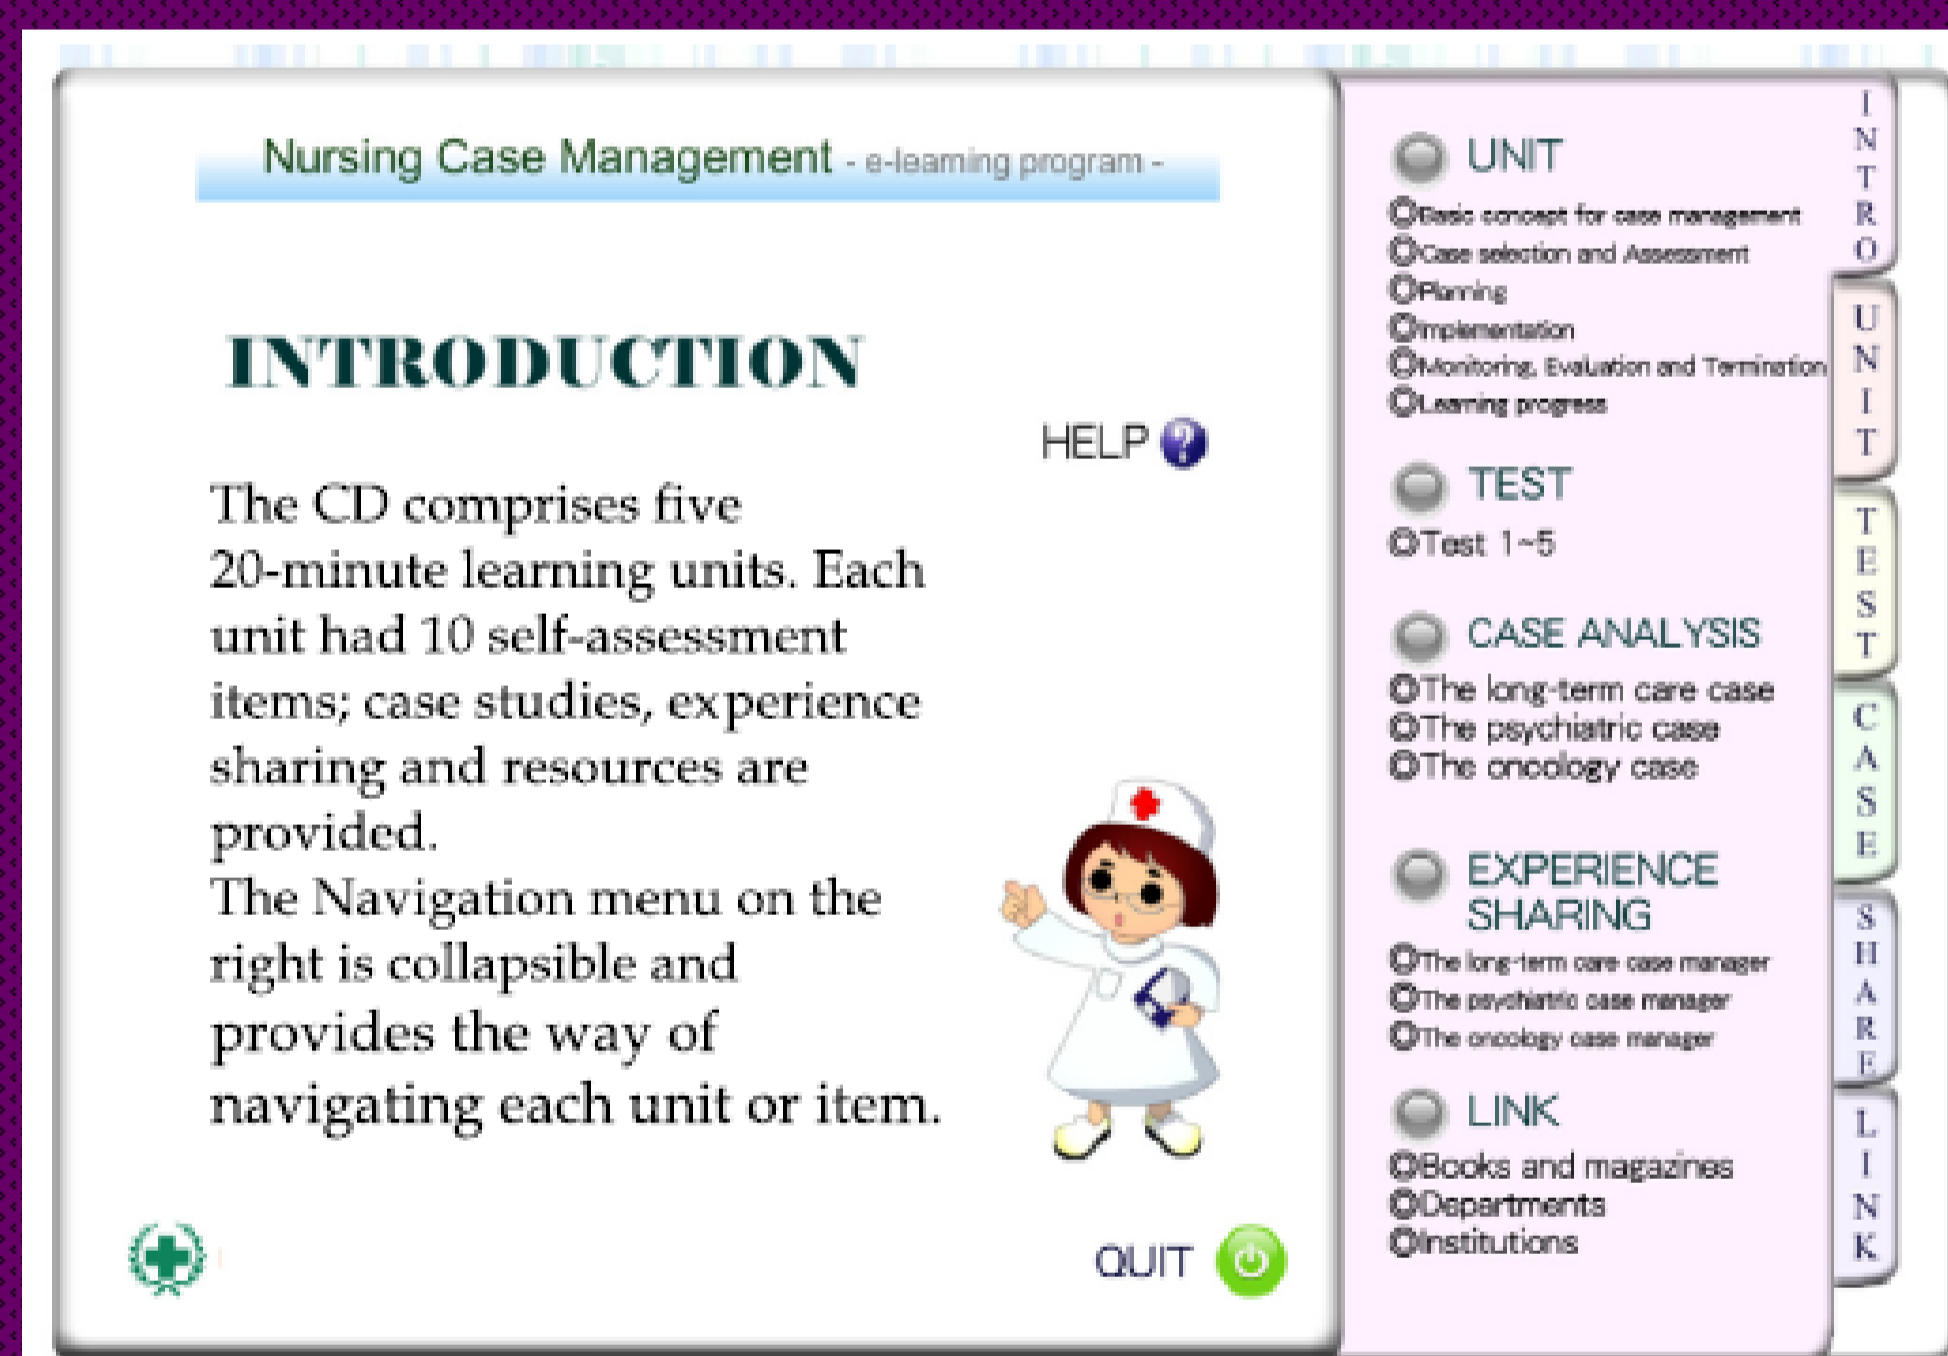 Nursing Case Management - e-learning program -
INTRODUCTION
HELP ?
The CD comprises five
20-minute learning units. Each
unit had 10 self-assessment
items; case studies, experience
sharing and resources are
provided.
The Navigation menu on the
right is collapsible and
provides the way of
navigating each unit or item.
QUIT
UNIT
◎Basic concept for case management
◎Case selection and Assessment
◎Planning
◎Implementation
◎Monitoring, Evaluation and Termination
◎Learning progress
TEST
◎Test 1~5
CASE ANALYSIS
◎The long-term care case
◎The psychiatric case
◎The oncology case
EXPERIENCE
SHARING
◎The long-term care case manager
◎The psychiatric case manager
◎The oncology case manager
LINK
◎Books and magazines
◎Departments
◎Institutions
INTRO
UNIT
TEST
CASE
SHARE
LINK